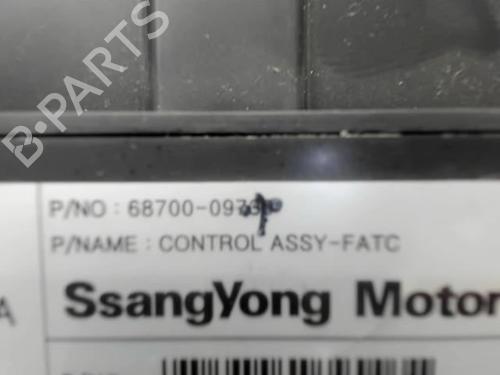 B-PARTS
P/NO : 68700-097
P/NAME : CONTROL ASSY-FATC
A
SsangYong Motor